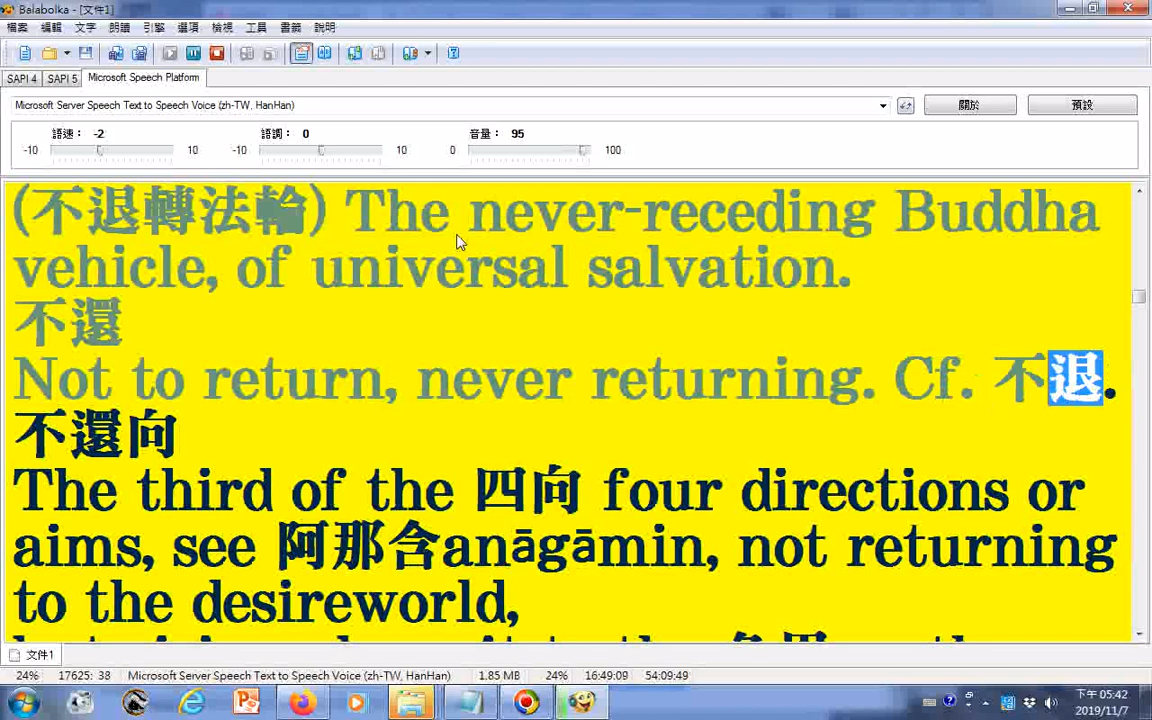 Balabolka - [文件1]
檔案 編輯 文字 朗讀 引擎 選項 檢視 工具 書籤 說明
SAPI 4 SAPI 5 Microsoft Speech Platform
Microsoft Server Speech Text to Speech Voice (zh-TW, HanHan) 關於 預設
語速： -2 語調： 0 音量： 95
-10 10 -10 10 0 100
(不退轉法輪) The never-receding Buddha
vehicle, of universal salvation.
不還
Not to return, never returning. Cf. 不退.
不還向
The third of the 四向 four directions or
aims, see 阿那含anāgāmin, not returning
to the desireworld,
文件1
24% 17625: 38 Microsoft Server Speech Text to Speech Voice (zh-TW, HanHan) 1.85 MB 24% 16:49:09 54:09:49
下午 05:42
2019/11/7